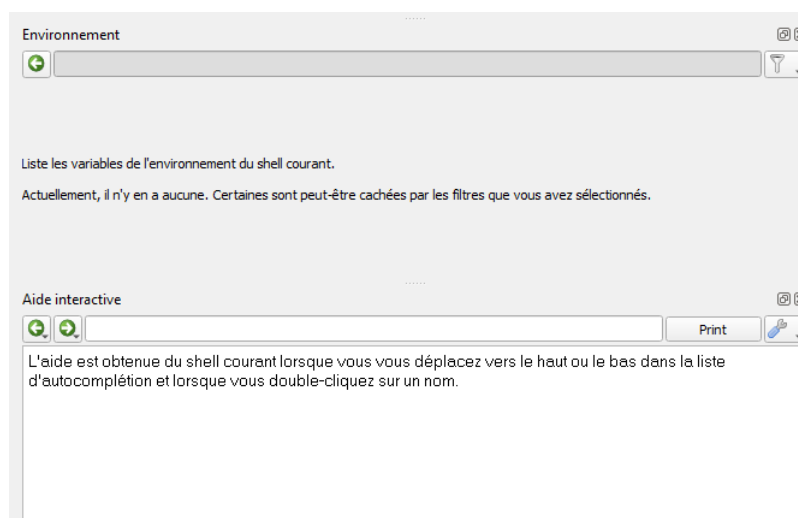 Environnement
Liste les variables de l'environnement du shell courant.
Actuellement, il n'y en a aucune. Certaines sont peut-être cachées par les filtres que vous avez sélectionnés.
Aide interactive
Print
L'aide est obtenue du shell courant lorsque vous vous déplacez vers le haut ou le bas dans la liste
d'autocomplétion et lorsque vous double-cliquez sur un nom.